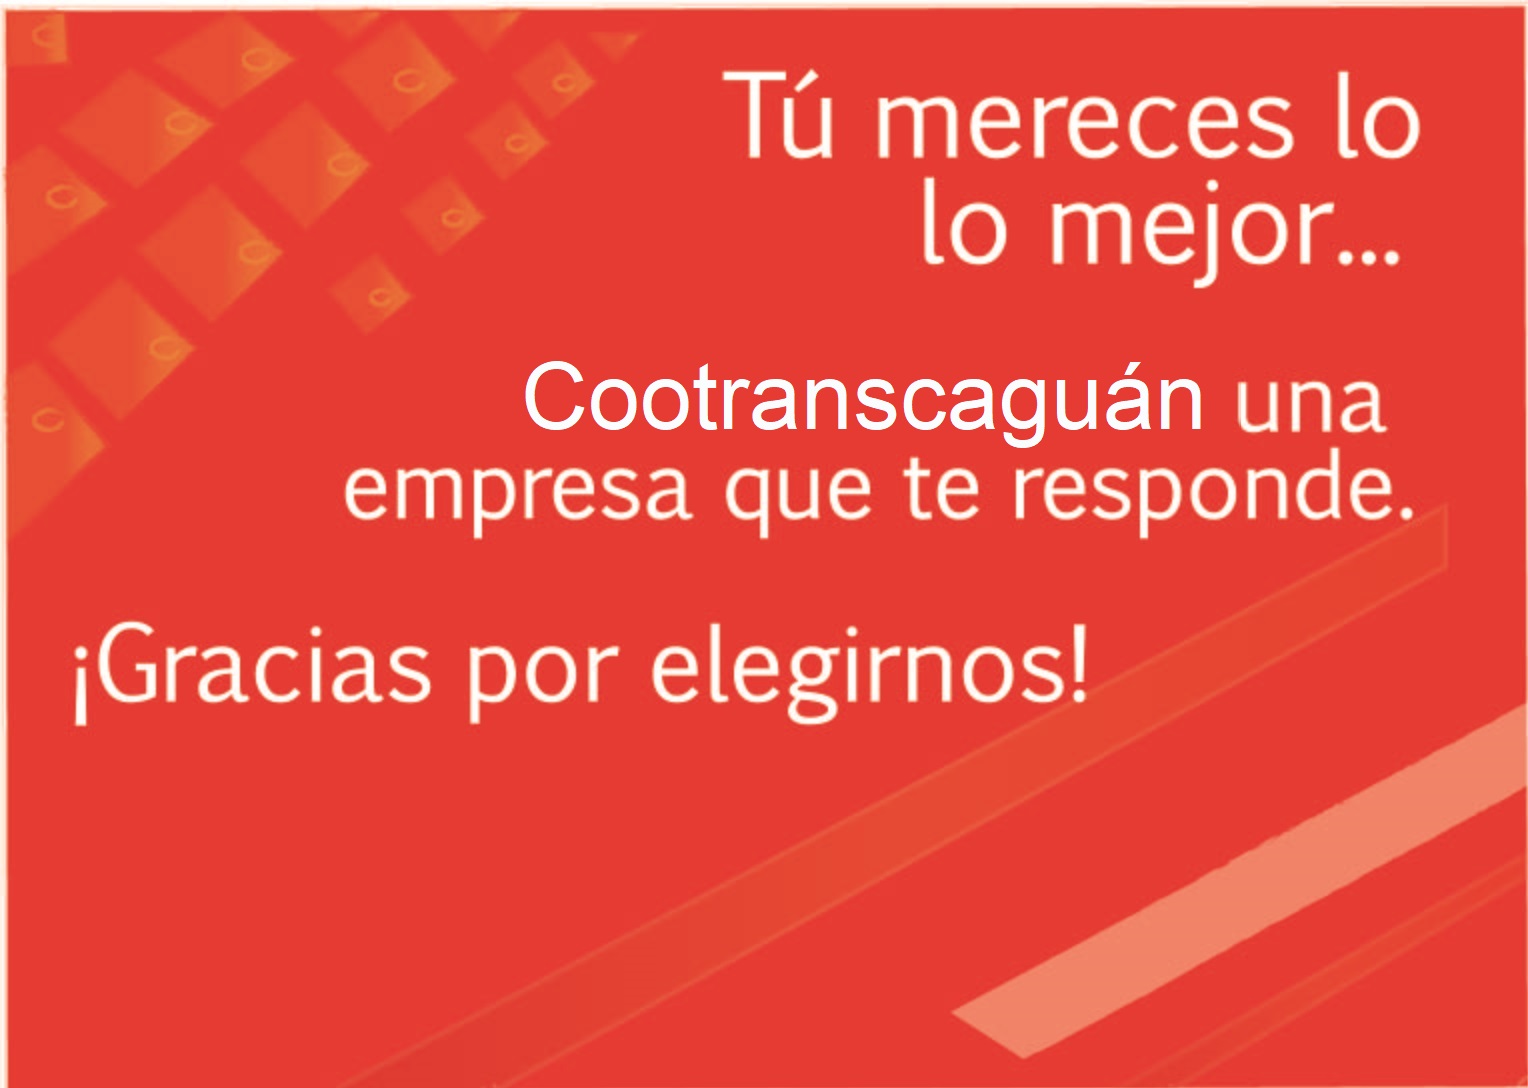 Tú mereces lo
lo mejor...
Cootranscaguán una
empresa que te responde.
¡Gracias por elegirnos!